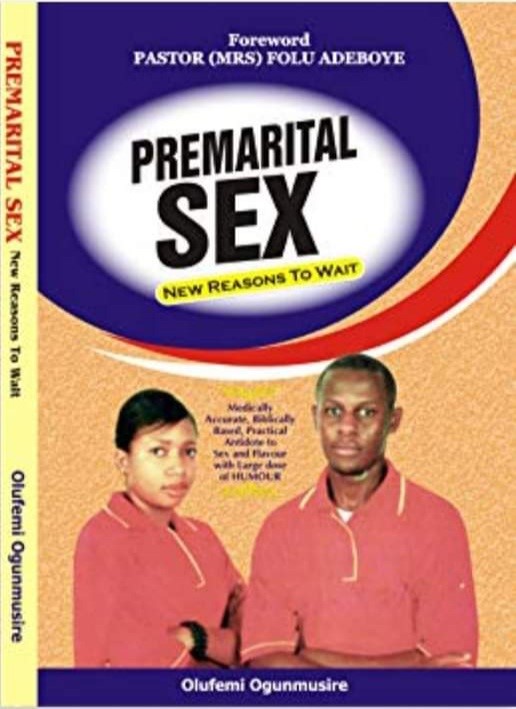 PREMARITAL SEX New Reasons To Wait
Olufemi Ogunmusire
Foreword
PASTOR (MRS) FOLU ADEBOYE
PREMARITAL
SEX
NEW REASONS TO WAIT
Medically
Accurate, Biblically
Based, Practical
Antidote to
Sex and Flavour
with Large dose
of HUMOUR
Olufemi Ogunmusire